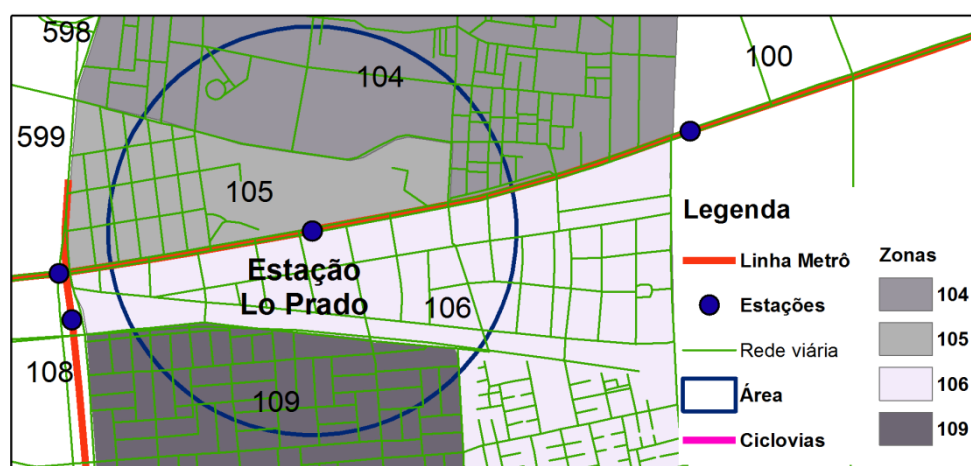 598
104
100
599
105
Estação
Lo Prado
106
108
109
Legenda
Linha Metrô
Estações
Rede viária
Área
Ciclovias
Zonas
104
105
106
109